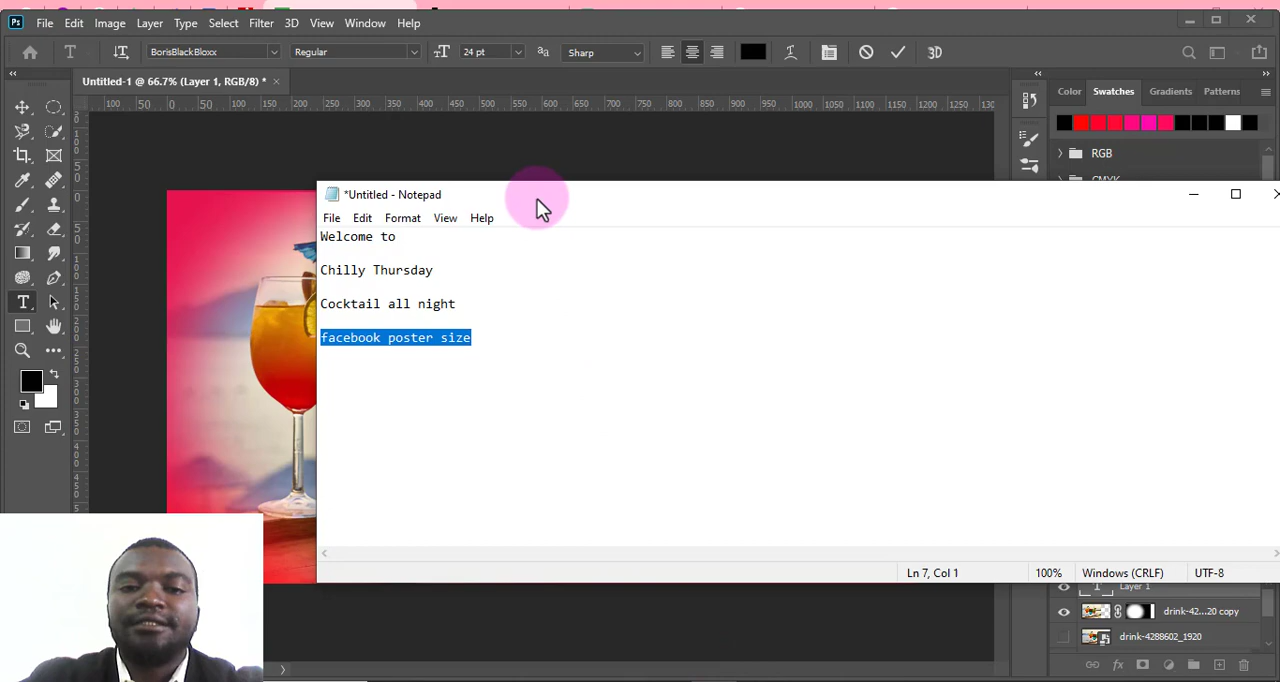 Ps File Edit Image Layer Type Select Filter 3D View Window Help
T BorisBlackBloxx Regular 24 pt Sharp 3D
Untitled-1 @ 66.7% (Layer 1, RGB/8) *
100 50 0 50 100 150 200 250 300 350 400 450 500 550 600 650 700 750 800 850 900 950 1000 1050 1100 1150 1200 1250
Color Swatches Gradients Patterns
RGB
*Untitled - Notepad
File Edit Format View Help
Welcome to
Chilly Thursday
Cocktail all night
facebook poster size
Ln 7, Col 1 100% Windows (CRLF) UTF-8
Layer 1
drink-42...20 copy
drink-4288602_1920
fx